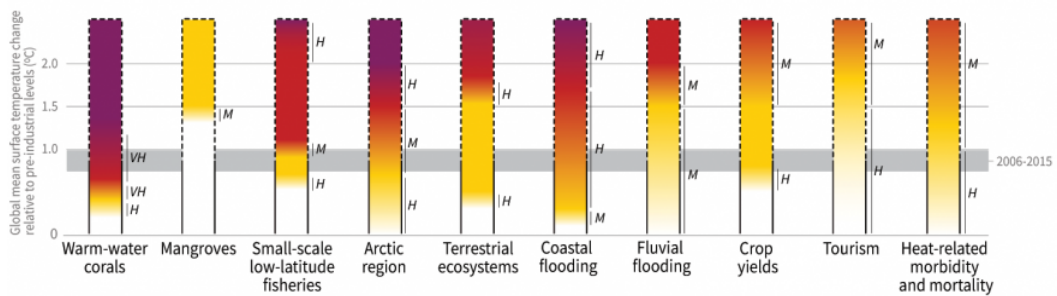 Global mean surface temperature change
relative to pre-industrial levels (ºC)
2.0
1.5
1.0
0
2006-2015
VH
VH
H
M
H
M
H
H
M
H
H
H
H
H
M
M
M
M
H
M
H
M
H
Warm-water
corals
Mangroves
Small-scale
low-latitude
fisheries
Arctic
region
Terrestrial
ecosystems
Coastal
flooding
Fluvial
flooding
Crop
yields
Tourism
Heat-related
morbidity
and mortality